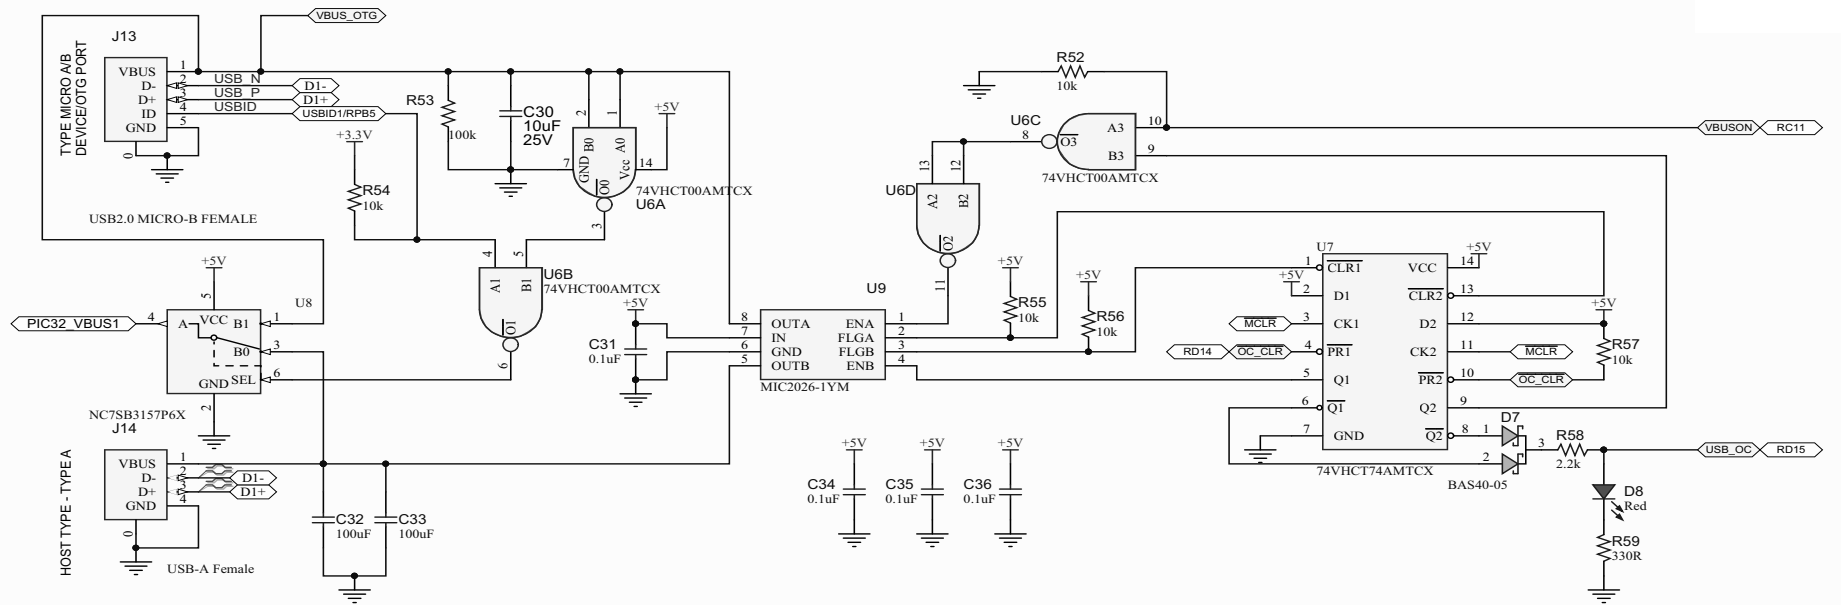 VBUS_OTG
J13
TYPE MICRO A/B
DEVICE/OTG PORT
VBUS 1
D- 2 USB_N D1-
D+ 3 USB_P D1+
ID 4 USBID USBID1/RPB5
GND 5
0
USB2.0 MICRO-B FEMALE
+3.3V
R54
10k
R53
100k
C30
10uF
25V
2 1
B0 A0
+5V
7 GND Vcc 14
O0
74VHCT00AMTCX
U6A
3
4 5
A1 B1
U6B
74VHCT00AMTCX
O1
6
+5V
5
U8
PIC32_VBUS1 4 A VCC B1 1
B0 3
GND SEL 6
2
NC7SB3157P6X
J14
HOST TYPE - TYPE A
VBUS 1
D- 2 D1-
D+ 3 D1+
GND 4
0
USB-A Female
C32
100uF
C33
100uF
+5V
C31
0.1uF
U9
8 OUTA ENA 1
7 IN FLGA 2
6 GND FLGB 3
5 OUTB ENB 4
MIC2026-1YM
+5V
C34
0.1uF
+5V
C35
0.1uF
+5V
C36
0.1uF
R52
10k
U6C
8 O3 A3 10
B3 9
74VHCT00AMTCX
VBUSON RC11
13 12
U6D
A2 B2
O2
11
+5V
R55
10k
+5V
R56
10k
U7
1 CLR1 VCC 14 +5V
+5V 2 D1 CLR2 13
MCLR 3 CK1 D2 12 +5V
RD14 OC_CLR 4 PR1 CK2 11 MCLR
5 Q1 PR2 10 OC_CLR
6 Q1 Q2 9
7 GND Q2 8
74VHCT74AMTCX
R57
10k
D7
1
2
3
BAS40-05
R58
2.2k
USB_OC RD15
D8
Red
R59
330R